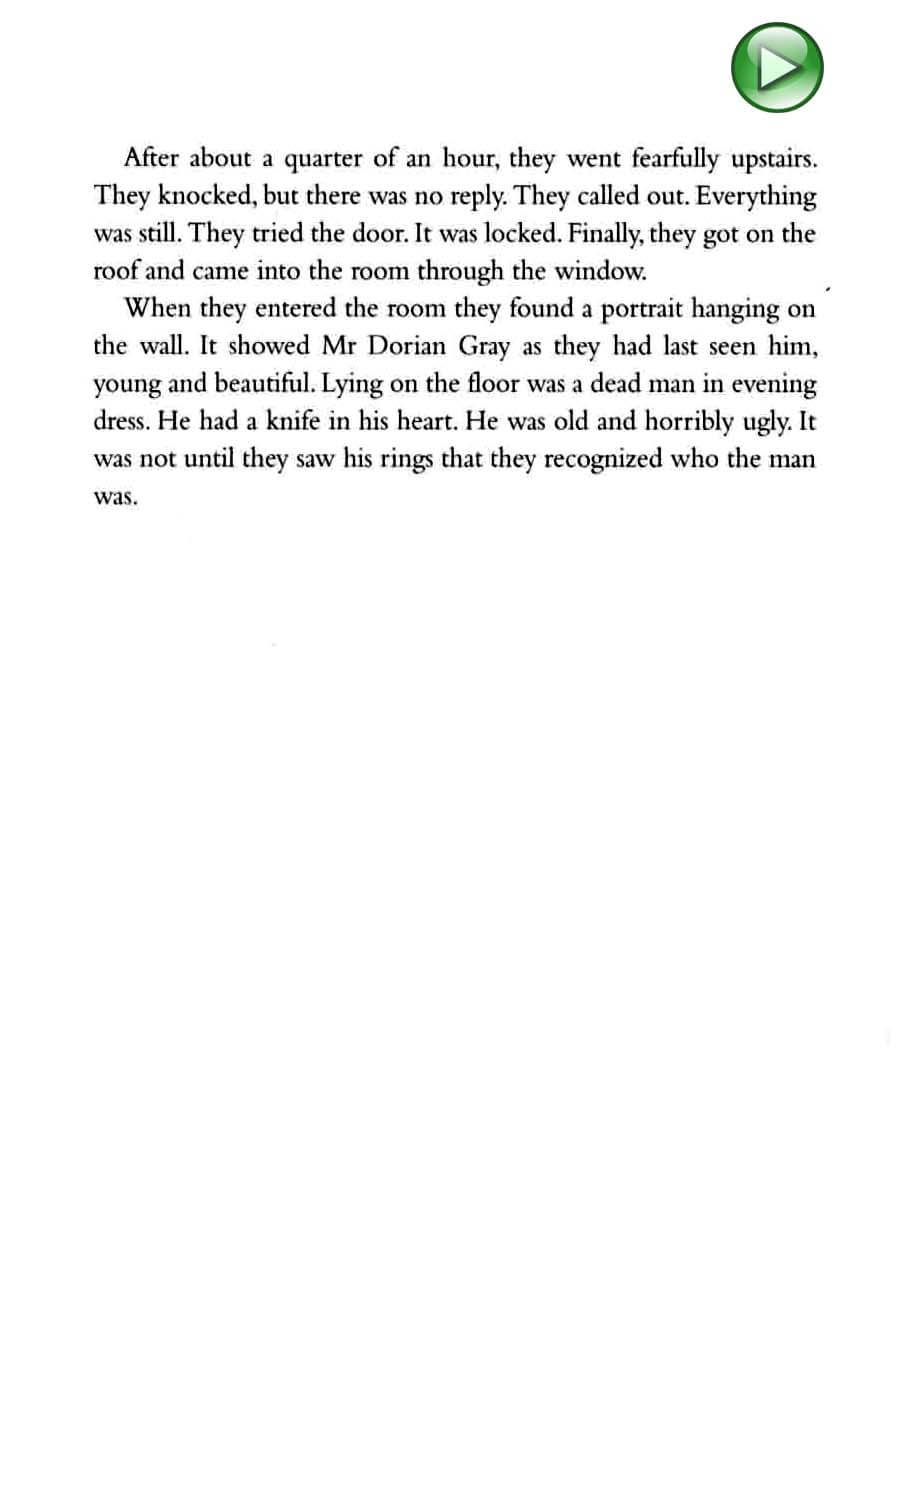 After about a quarter of an hour, they went fearfully upstairs.
They knocked, but there was no reply. They called out. Everything
was still. They tried the door. It was locked. Finally, they got on the
roof and came into the room through the window.
When they entered the room they found a portrait hanging on
the wall. It showed Mr Dorian Gray as they had last seen him,
young and beautiful. Lying on the floor was a dead man in evening
dress. He had a knife in his heart. He was old and horribly ugly. It
was not until they saw his rings that they recognized who the man
was.